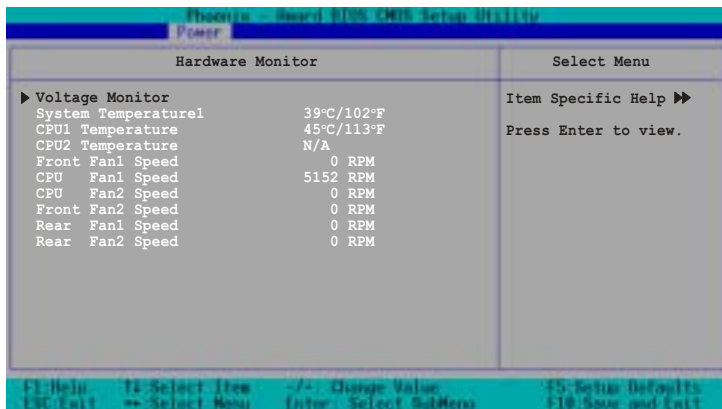 Phoenix - Award BIOS CMOS Setup Utility
Power
Hardware Monitor
Select Menu
Voltage Monitor
System Temperature1 39°C/102°F
CPU1 Temperature 45°C/113°F
CPU2 Temperature N/A
Front Fan1 Speed 0 RPM
CPU Fan1 Speed 5152 RPM
CPU Fan2 Speed 0 RPM
Front Fan2 Speed 0 RPM
Rear Fan1 Speed 0 RPM
Rear Fan2 Speed 0 RPM
Item Specific Help
Press Enter to view.
F1:Help ↑↓ Select Item -/+ Change Value F5:Setup Defaults
ESC:Exit ↔ Select Menu Enter Select SubMenu F10:Save and Exit